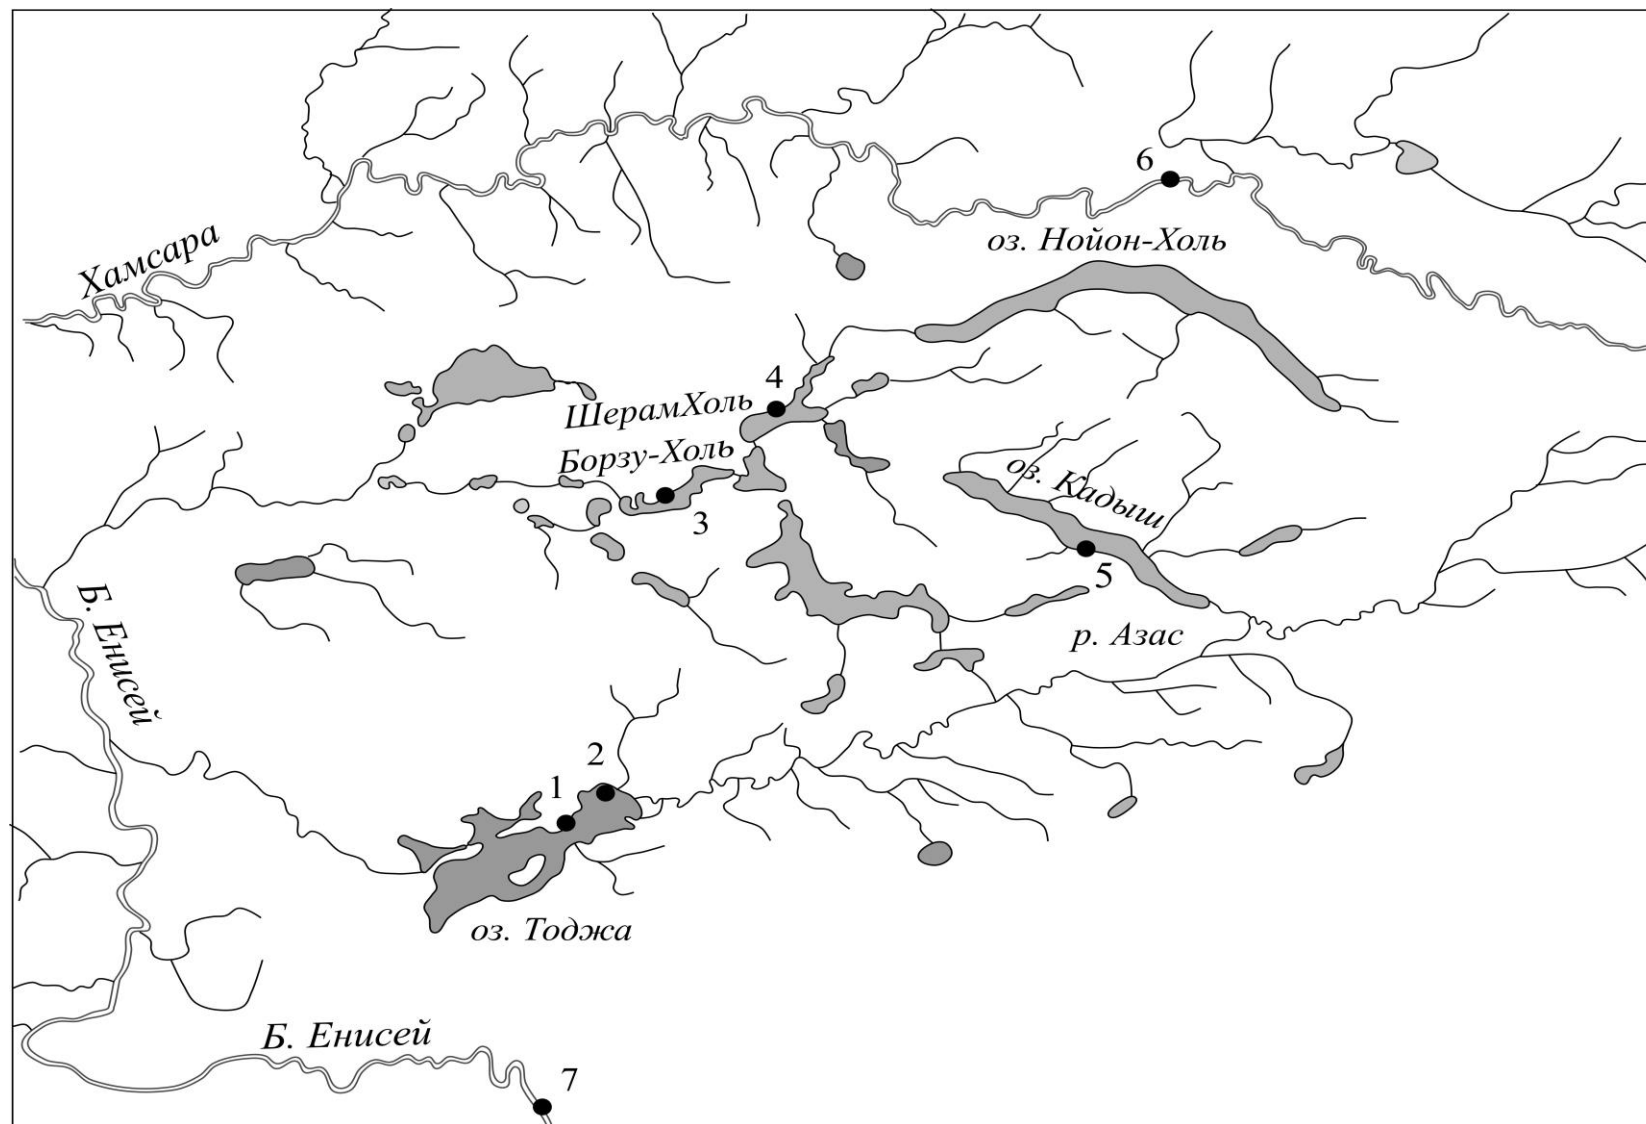 6
оз. Нойон-Холь
Хамсара
4
ШерамХоль
Борзу-Холь
3
оз. Кадыш
5
Б. Енисей
р. Азас
2
1
оз. Тоджа
Б. Енисей
7